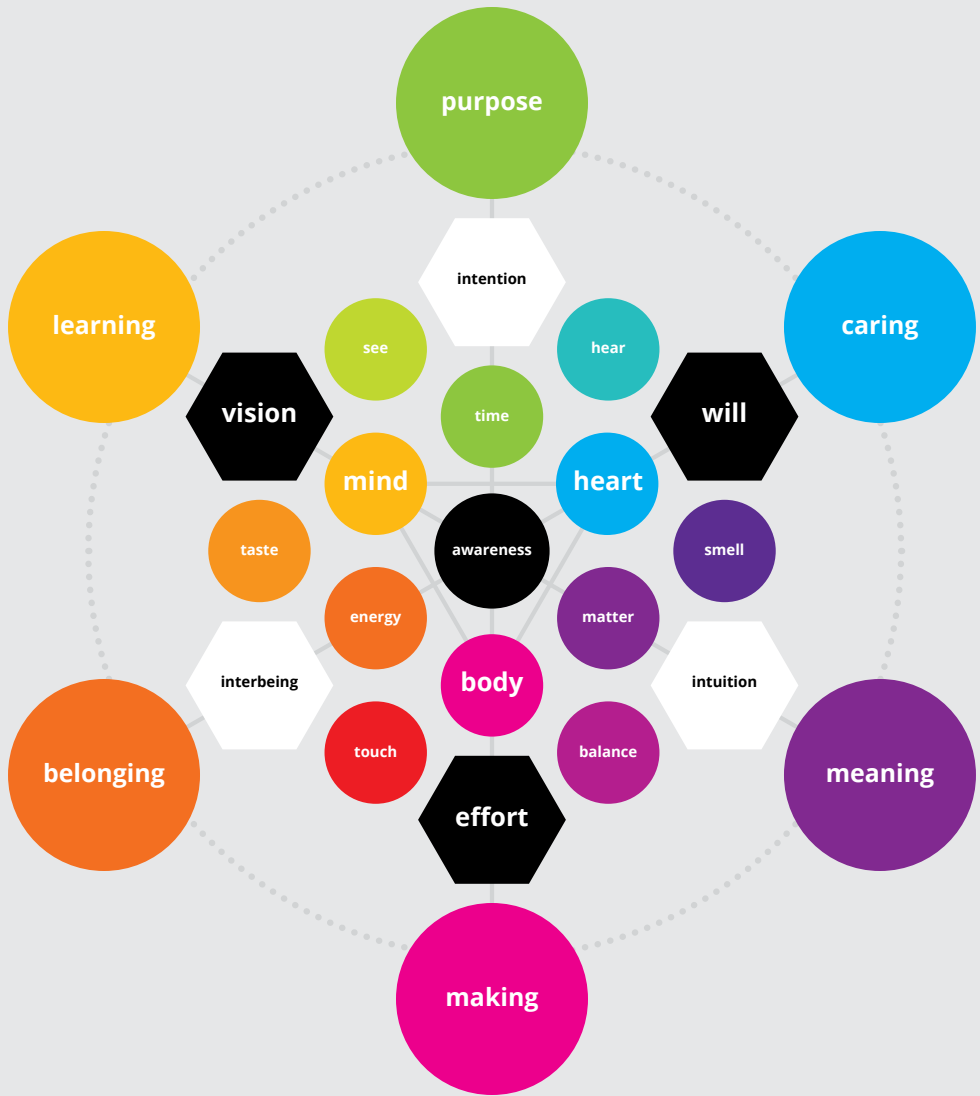 purpose
intention
learning
caring
see
hear
vision
will
time
mind
heart
taste
awareness
smell
energy
matter
interbeing
body
intuition
touch
balance
belonging
meaning
effort
making